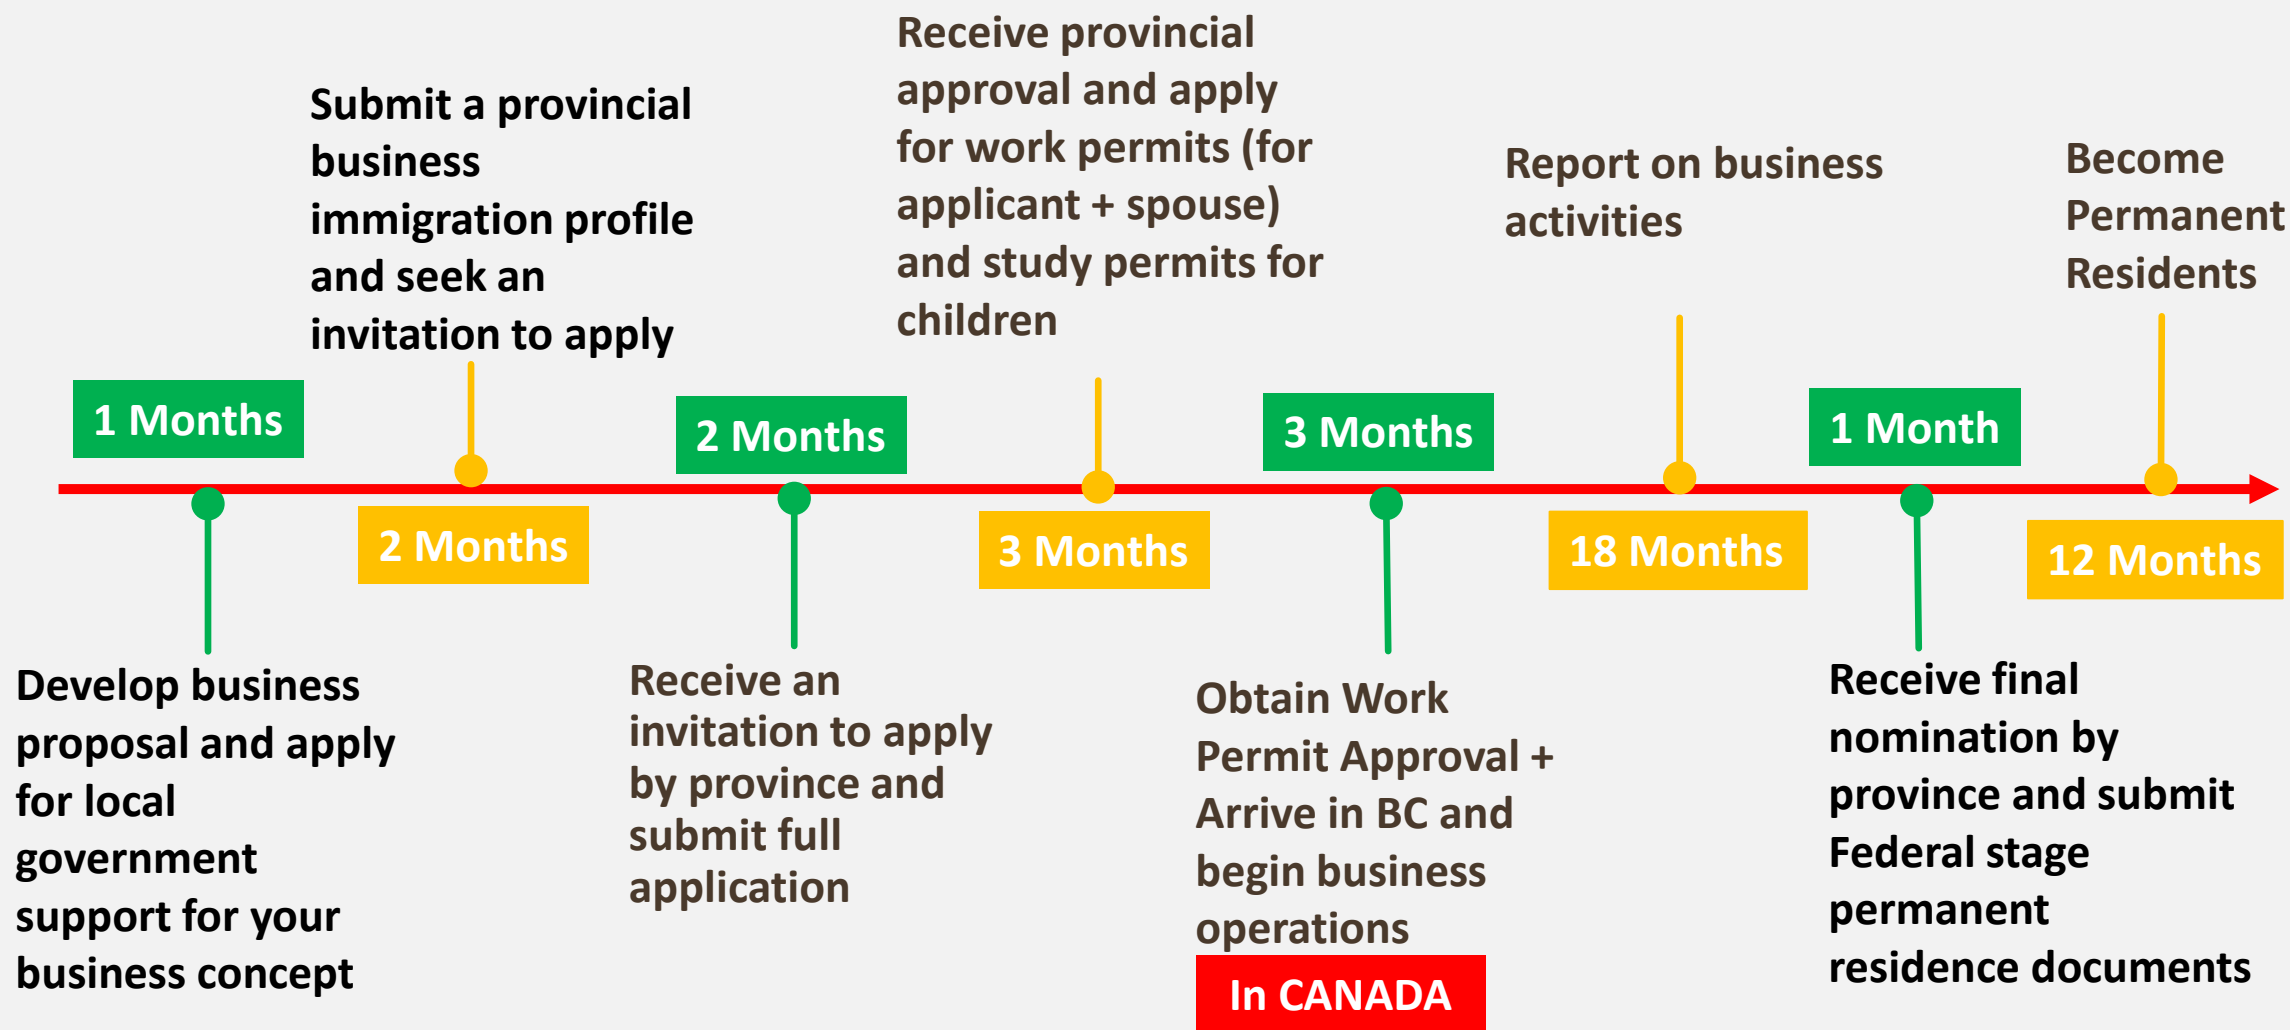 1 Months
Develop business
proposal and apply
for local
government
support for your
business concept
Submit a provincial
business
immigration profile
and seek an
invitation to apply
2 Months
2 Months
Receive an
invitation to apply
by province and
submit full
application
Receive provincial
approval and apply
for work permits (for
applicant + spouse)
and study permits for
children
3 Months
3 Months
Obtain Work
Permit Approval +
Arrive in BC and
begin business
operations
In CANADA
Report on business
activities
18 Months
1 Month
Receive final
nomination by
province and submit
Federal stage
permanent
residence documents
Become
Permanent
Residents
12 Months